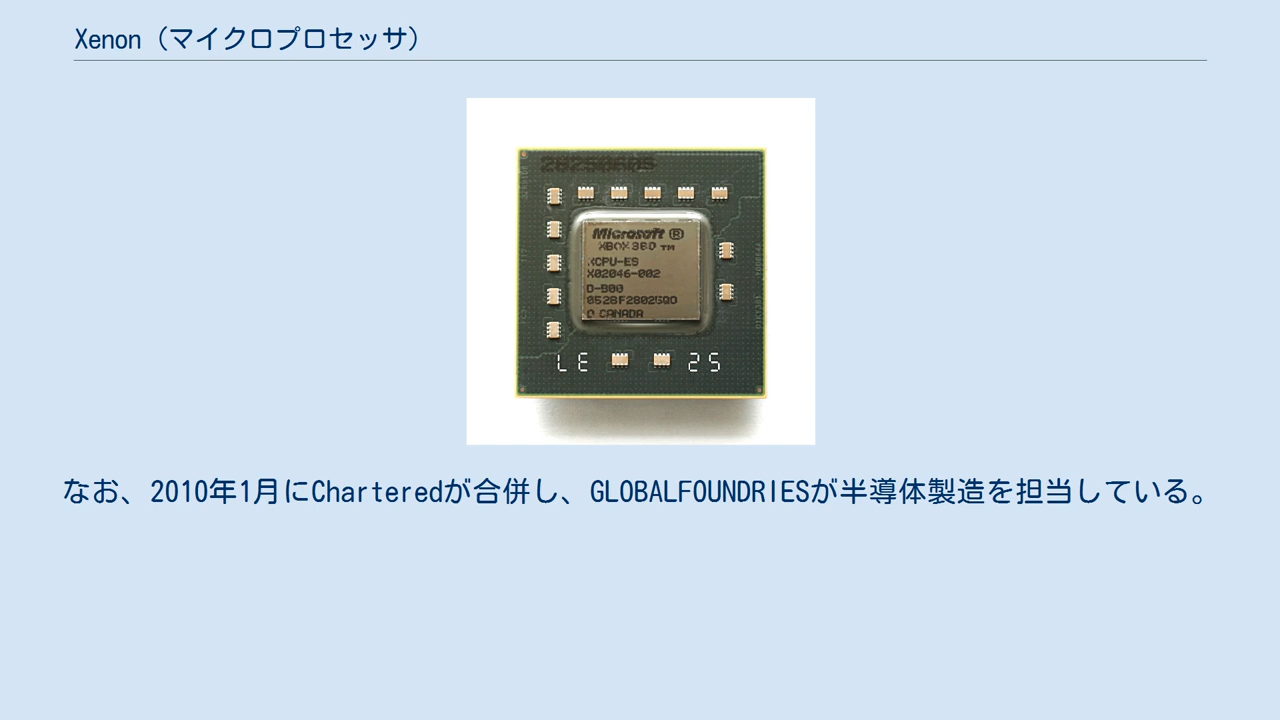 Xenon（マイクロプロセッサ）
Microsoft ®
XBOX 360 ™
XCPU-ES
X02046-002
D-B00
CANADA
LE 25
なお、2010年1月にCharteredが合併し、GLOBALFOUNDRIESが半導体製造を担当している。